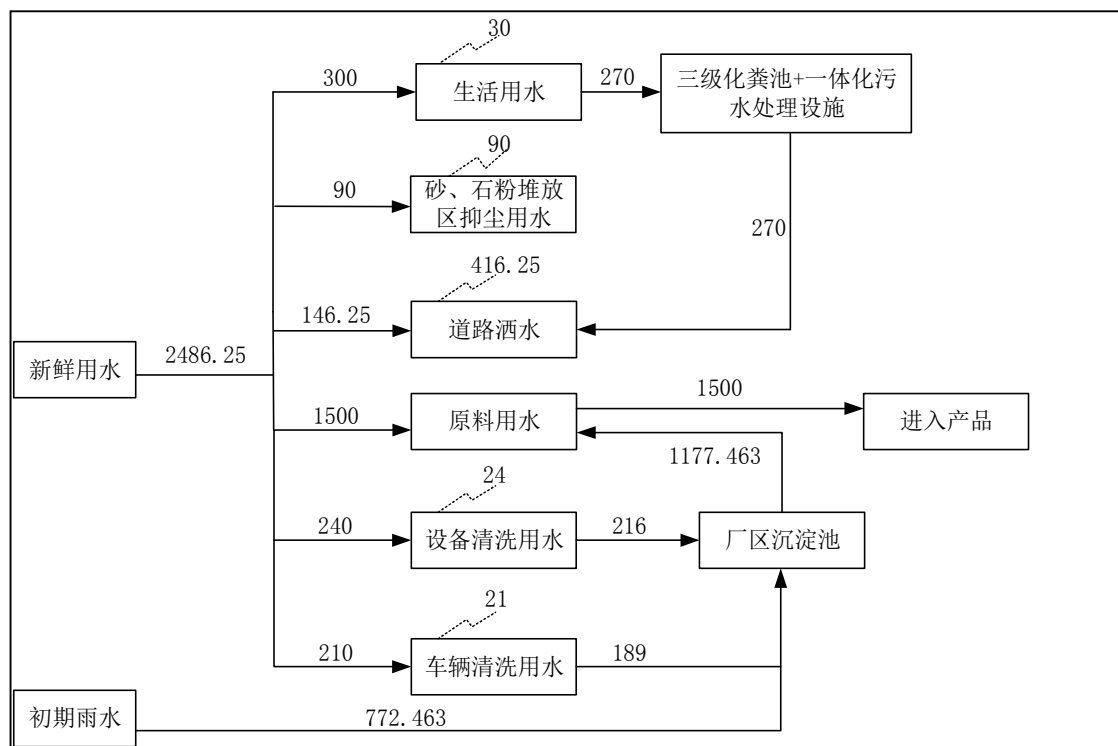 30
300
生活用水
270
三级化粪池+一体化污
水处理设施
90
90
砂、石粉堆放
区抑尘用水
270
416.25
146.25
道路洒水
新鲜用水
2486.25
1500
原料用水
1500
进入产品
1177.463
24
240
设备清洗用水
216
厂区沉淀池
21
210
车辆清洗用水
189
初期雨水
772.463